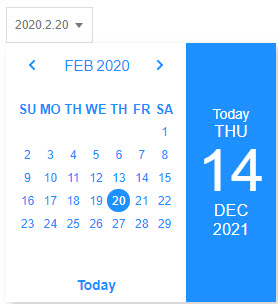 2020.2.20
FEB 2020
SU MO TH WE TH FR SA
1
2 3 4 5 6 7 8
9 10 11 12 13 14 15
16 17 18 19 20 21 22
23 24 25 26 27 28 29
Today
Today
THU
14
DEC
2021